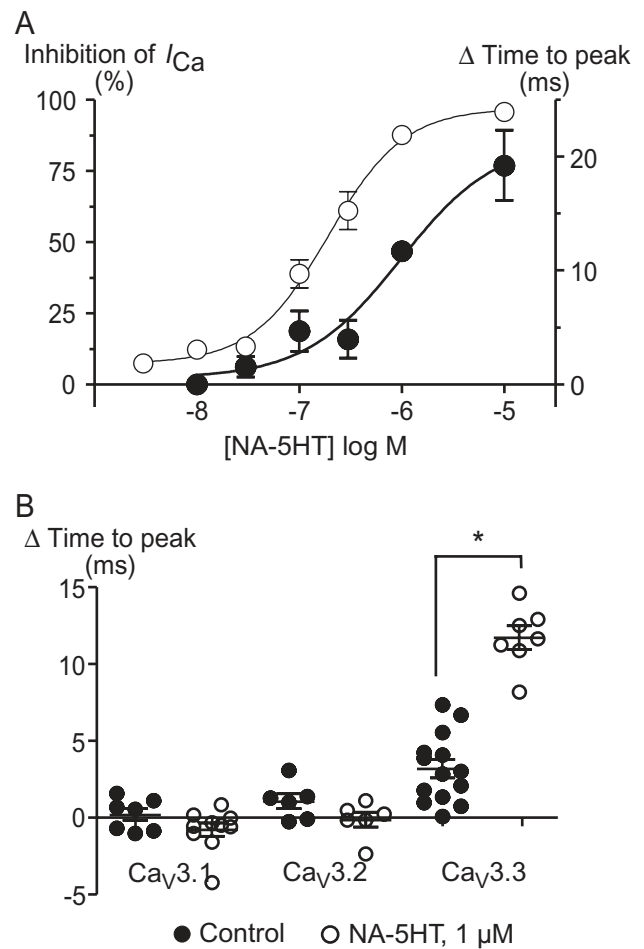 A
Inhibition of ICa
(%)
Δ Time to peak
(ms)
100
75
50
25
0
20
10
0
-8
-7
-6
-5
[NA-5HT] log M
B
Δ Time to peak
(ms)
*
15
10
5
0
-5
CaV3.1
CaV3.2
CaV3.3
Control
NA-5HT, 1 µM